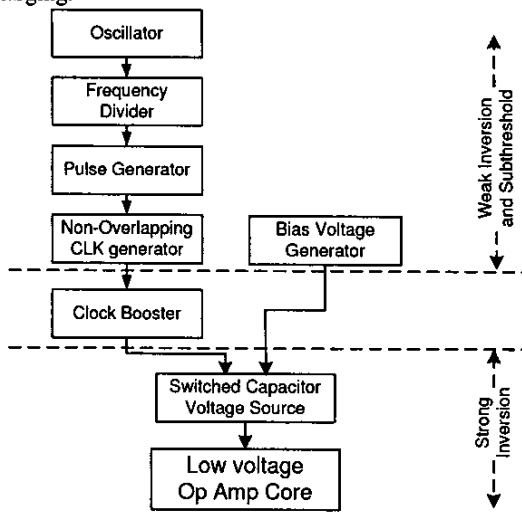 Oscillator
Frequency
Divider
Pulse Generator
Non-Overlapping
CLK generator
Bias Voltage
Generator
Weak Inversion
and Subthreshold
Clock Booster
Switched Capacitor
Voltage Source
Low voltage
Op Amp Core
Strong
Inversion